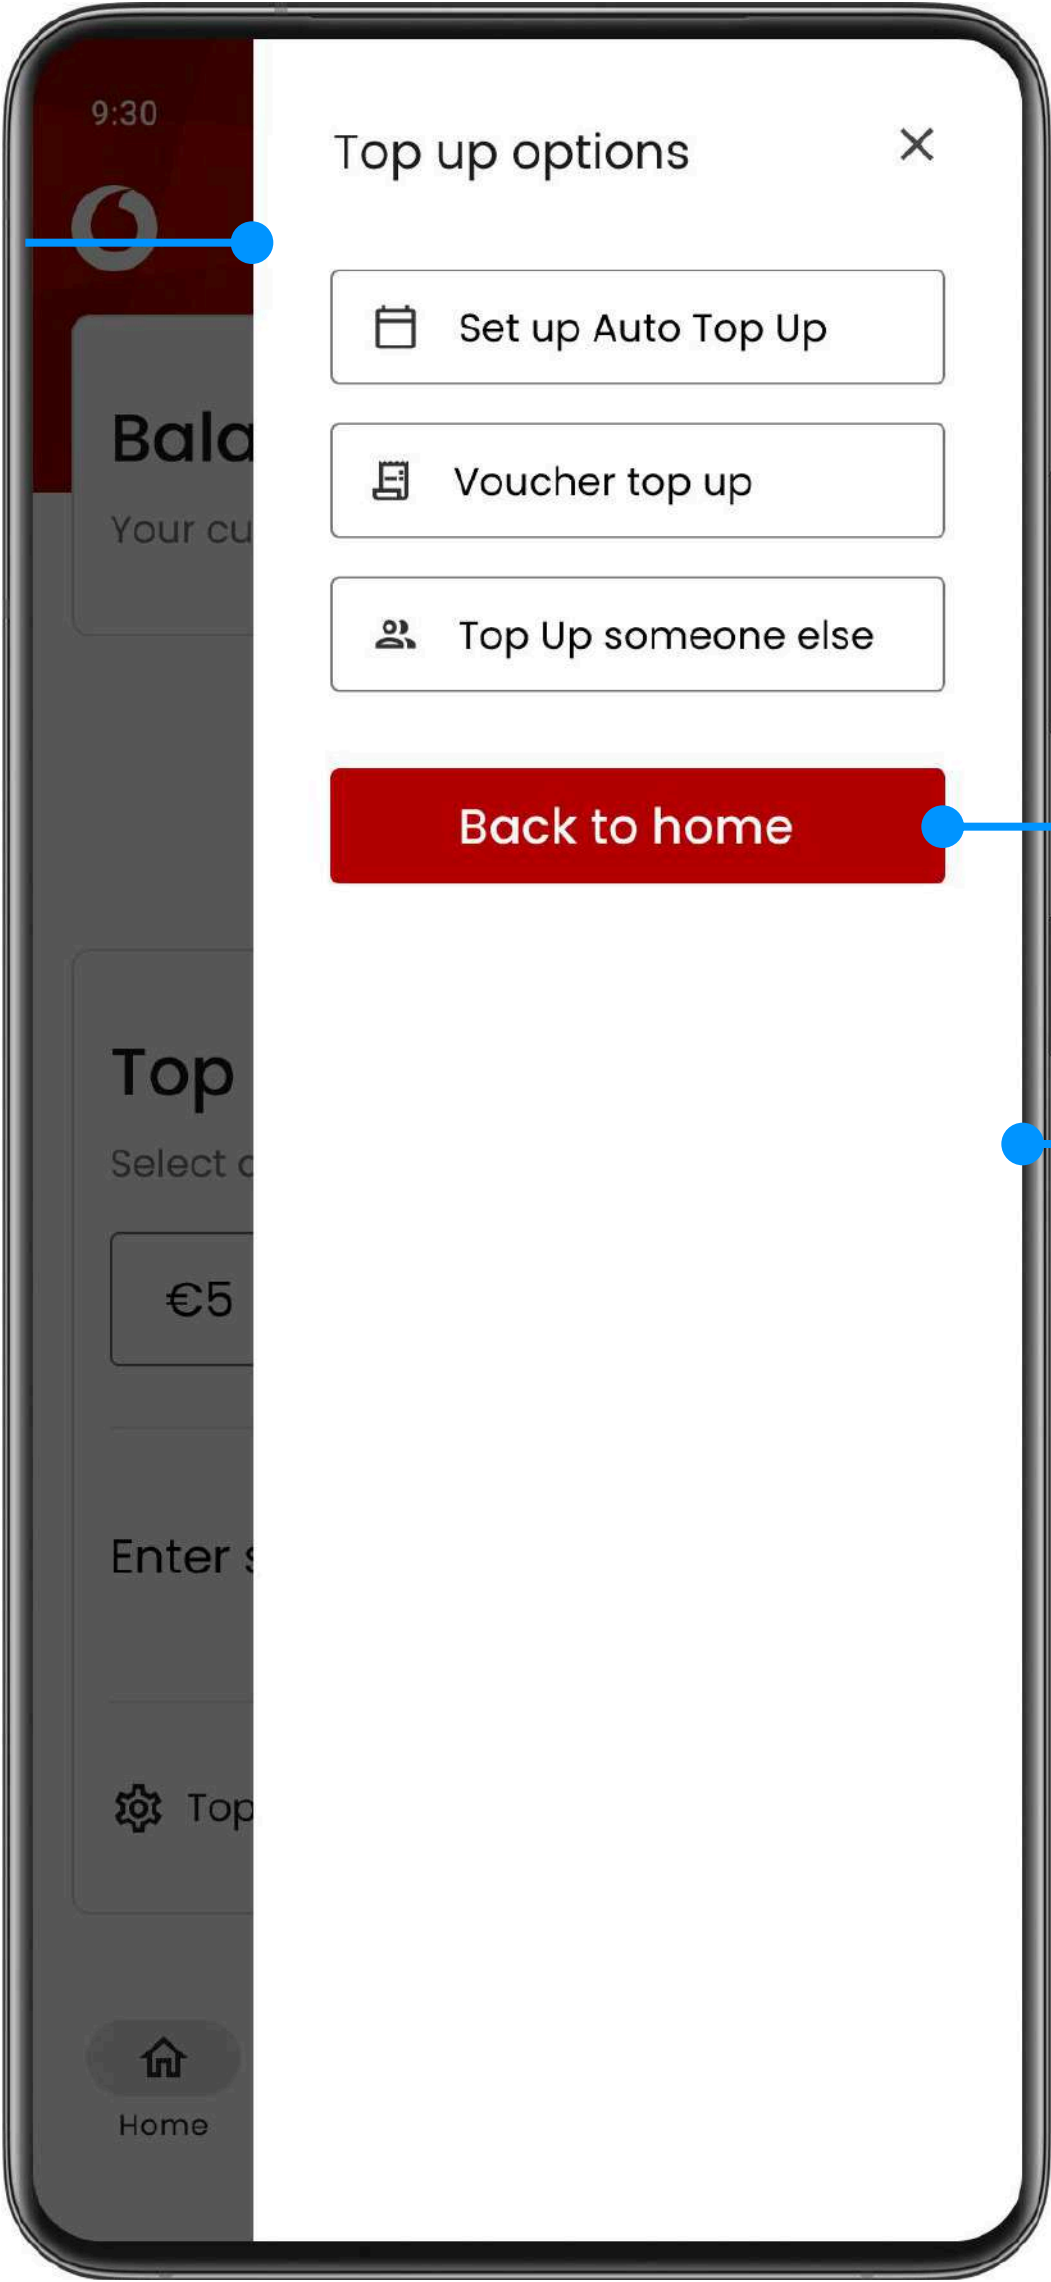 9:30
Top up options
Set up Auto Top Up
Bala
Voucher top up
Your cu
Top Up someone else
Back to home
Top
Select
€5
Enter
Top
Home